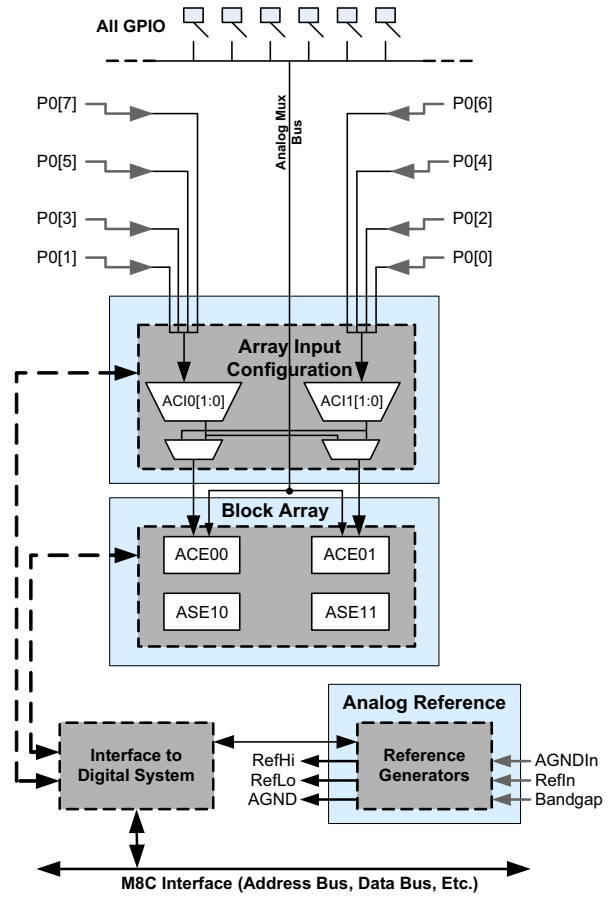 All GPIO
Analog Mux
Bus
P0[7]
P0[6]
P0[5]
P0[4]
P0[3]
P0[2]
P0[1]
P0[0]
Array Input
Configuration
ACI0[1:0]
ACI1[1:0]
Block Array
ACE00
ACE01
ASE10
ASE11
Analog Reference
Interface to
Digital System
RefHi
RefLo
AGND
Reference
Generators
AGNDIn
RefIn
Bandgap
M8C Interface (Address Bus, Data Bus, Etc.)